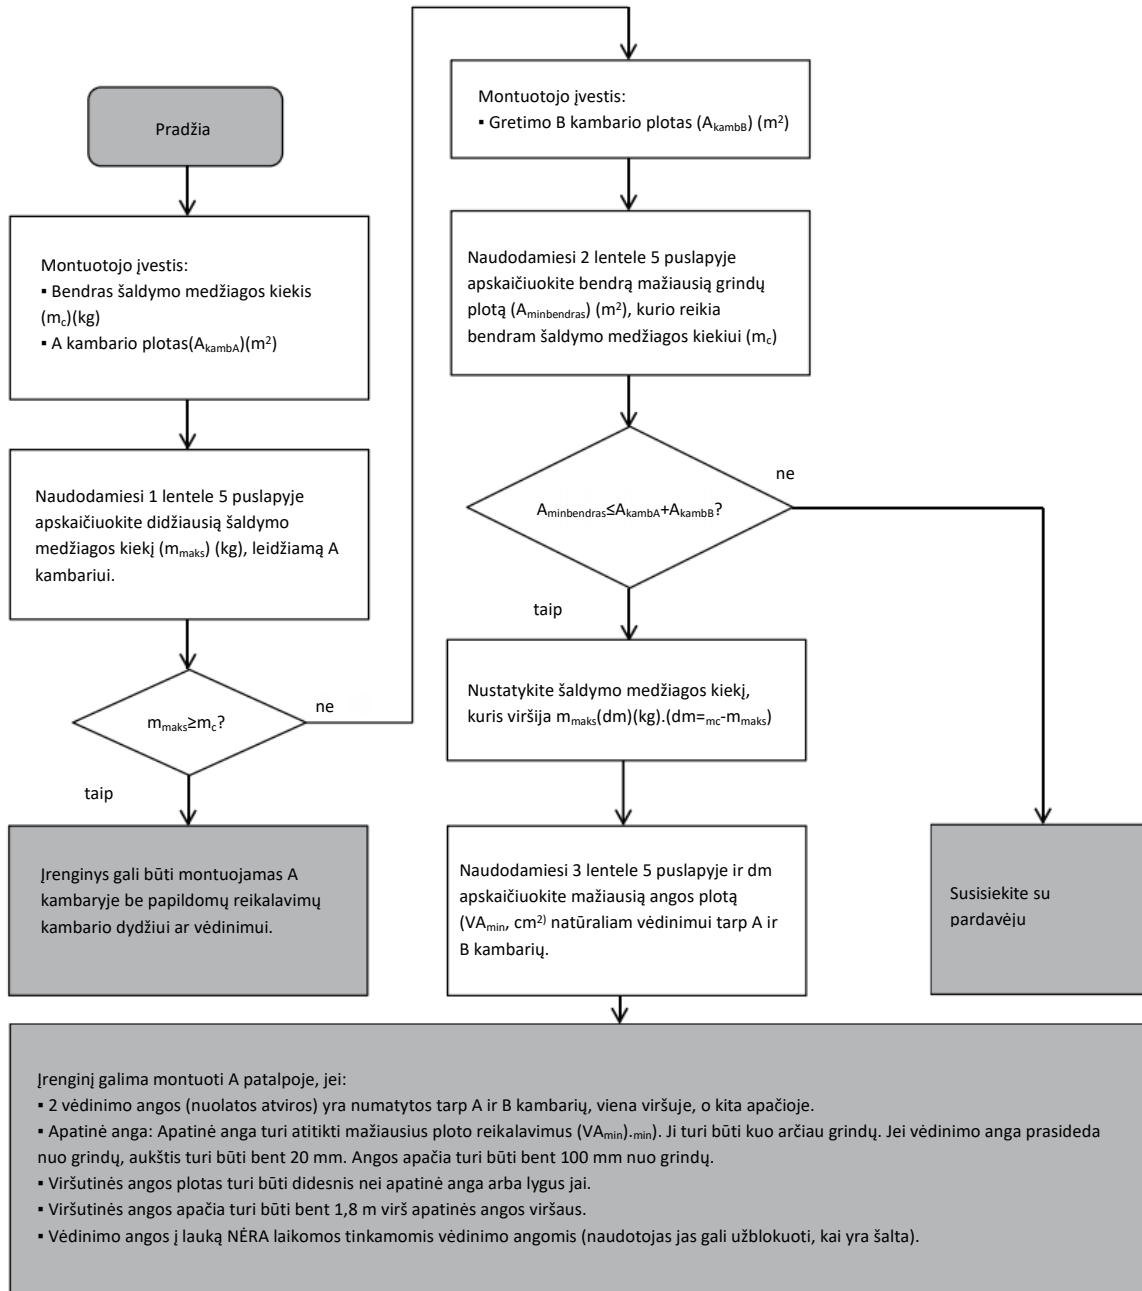 Pradžia
Montuotojo įvestis:
▪ Bendras šaldymo medžiagos kiekis
(mc)(kg)
▪ A kambario plotas(AkambA)(m²)
Naudodamiesi 1 lentele 5 puslapyje
apskaičiuokite didžiausią šaldymo
medžiagos kiekį (mmaks) (kg), leidžiamą A
kambariui.
mmaks≥mc?
ne
taip
Įrenginys gali būti montuojamas A
kambaryje be papildomų reikalavimų
kambario dydžiui ar vėdinimui.
Montuotojo įvestis:
▪ Gretimo B kambario plotas (AkambB) (m²)
Naudodamiesi 2 lentele 5 puslapyje
apskaičiuokite bendrą mažiausią grindų
plotą (Aminbendras) (m²), kurio reikia
bendram šaldymo medžiagos kiekiui (mc)
Aminbendras≤AkambA+AkambB?
ne
taip
Nustatykite šaldymo medžiagos kiekį,
kuris viršija mmaks(dm)(kg).(dm=mc-mmaks)
Naudodamiesi 3 lentele 5 puslapyje ir dm
apskaičiuokite mažiausią angos plotą
(VAmin, cm²) natūraliam vėdinimui tarp A ir
B kambarių.
Susisiekite su
pardavėju
Įrenginį galima montuoti A patalpoje, jei:
▪ 2 vėdinimo angos (nuolatos atviros) yra numatytos tarp A ir B kambarių, viena viršuje, o kita apačioje.
▪ Apatinė anga: Apatinė anga turi atitikti mažiausius ploto reikalavimus (VAmin).min). Ji turi būti kuo arčiau grindų. Jei vėdinimo anga prasideda
nuo grindų, aukštis turi būti bent 20 mm. Angos apačia turi būti bent 100 mm nuo grindų.
▪ Viršutinės angos plotas turi būti didesnis nei apatinė anga arba lygus jai.
▪ Viršutinės angos apačia turi būti bent 1,8 m virš apatinės angos viršaus.
▪ Vėdinimo angos į lauką NĖRA laikomos tinkamomis vėdinimo angomis (naudotojas jas gali užblokuoti, kai yra šalta).